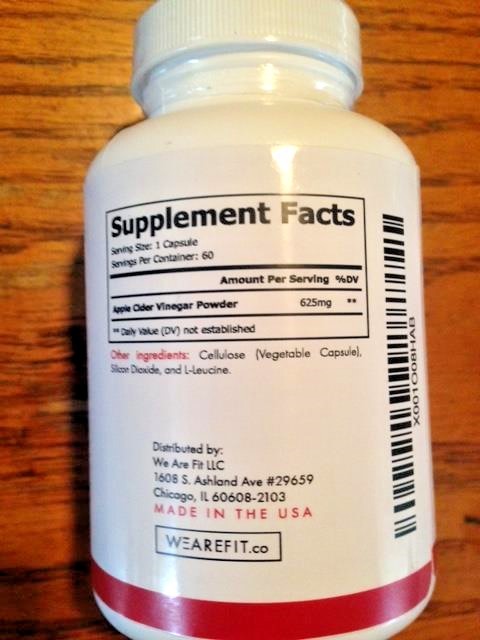 Supplement Facts
Serving Size: 1 Capsule
Servings Per Container: 60
Amount Per Serving %DV
Apple Cider Vinegar Powder 625mg **
** Daily Value (DV) not established
Other ingredients: Cellulose (Vegetable Capsule),
Silicon Dioxide, and L-Leucine.
Distributed by:
We Are Fit LLC
1608 S. Ashland Ave #29659
Chicago, IL 60608-2103
MADE IN THE USA
WEAREFIT.co
X001O08HAB